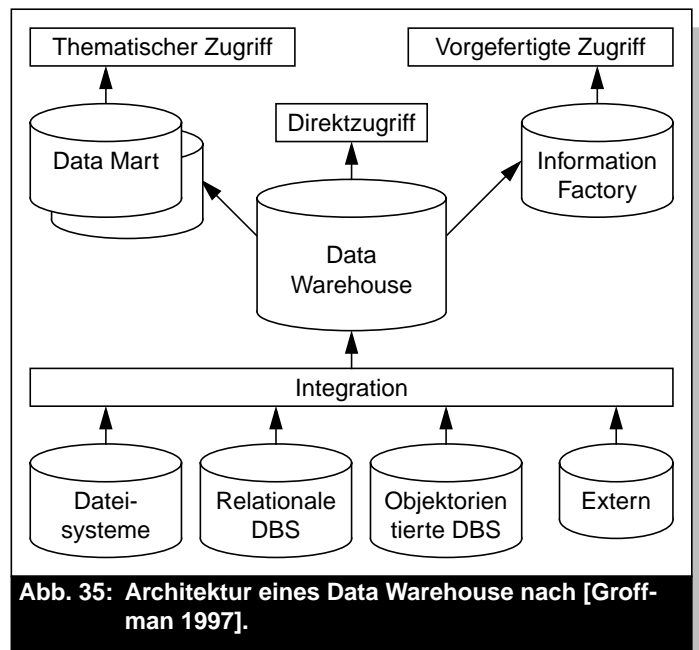 Thematischer Zugriff
Vorgefertigte Zugriff
Direktzugriff
Data Mart
Information
Factory
Data
Warehouse
Integration
Datei-
systeme
Relationale
DBS
Objektorien
tierte DBS
Extern
Abb. 35: Architektur eines Data Warehouse nach [Groff-
man 1997].